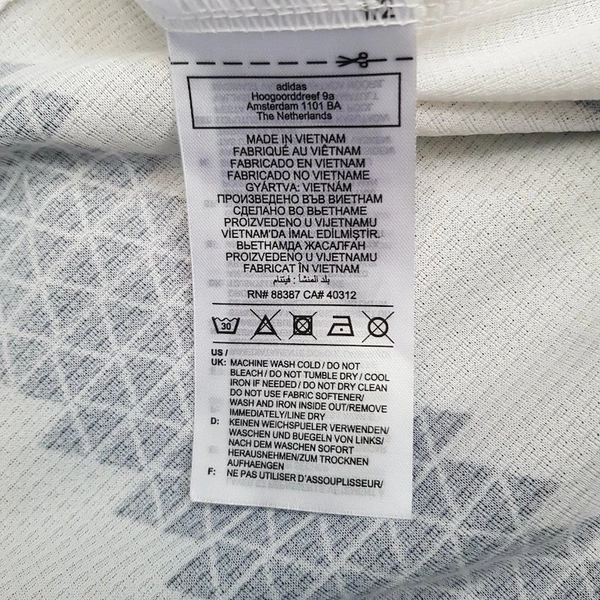 adidas
Hoogoorddreef 9a
Amsterdam 1101 BA
The Netherlands
MADE IN VIETNAM
FABRIQUÉ AU VIÊTNAM
FABRICADO EN VIETNAM
FABRICADO NO VIETNAME
GYÁRTVA: VIETNÁM
ПРОИЗВЕДЕНО ВЪВ ВИЕТНАМ
СДЕЛАНО ВО ВЬЕТНАМЕ
PROIZVEDENO U VIJETNAMU
VIETNAM'DA İMAL EDİLMİŞTİR.
ВЬЕТНАМДА ЖАСАЛҒАН
PROIZVEDENO U VIJETNAMU
FABRICAT ÎN VIETNAM
بلد المنشأ : فيتنام
RN# 88387 CA# 40312
30
US /
UK: MACHINE WASH COLD / DO NOT
BLEACH / DO NOT TUMBLE DRY / COOL
IRON IF NEEDED / DO NOT DRY CLEAN
DO NOT USE FABRIC SOFTENER/
WASH AND IRON INSIDE OUT/REMOVE
IMMEDIATELY/LINE DRY
D: KEINEN WEICHSPUELER VERWENDEN/
WASCHEN UND BUEGELN VON LINKS/
NACH DEM WASCHEN SOFORT
HERAUSNEHMEN/ZUM TROCKNEN
AUFHAENGEN
F: NE PAS UTILISER D'ASSOUPLISSEUR/